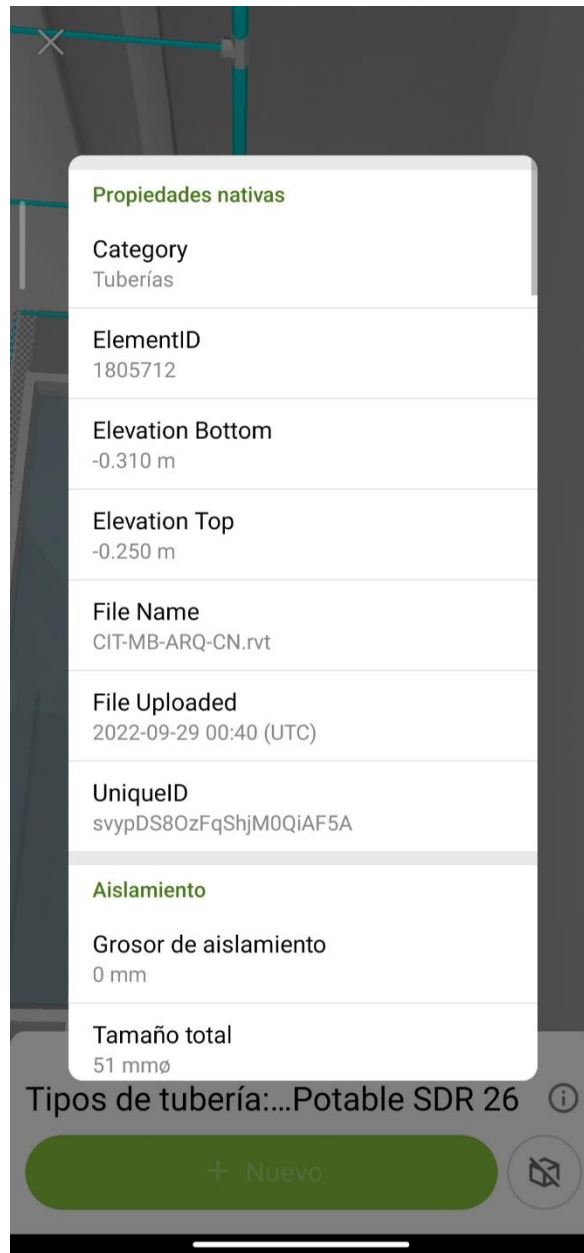 Propiedades nativas
Category
Tuberías
ElementID
1805712
Elevation Bottom
-0.310 m
Elevation Top
-0.250 m
File Name
CIT-MB-ARQ-CN.rvt
File Uploaded
2022-09-29 00:40 (UTC)
UniqueID
svypDS8OzFqShjM0QiAF5A
Aislamiento
Grosor de aislamiento
0 mm
Tamaño total
51 mmø
Tipos de tubería:...Potable SDR 26
+ Nuevo